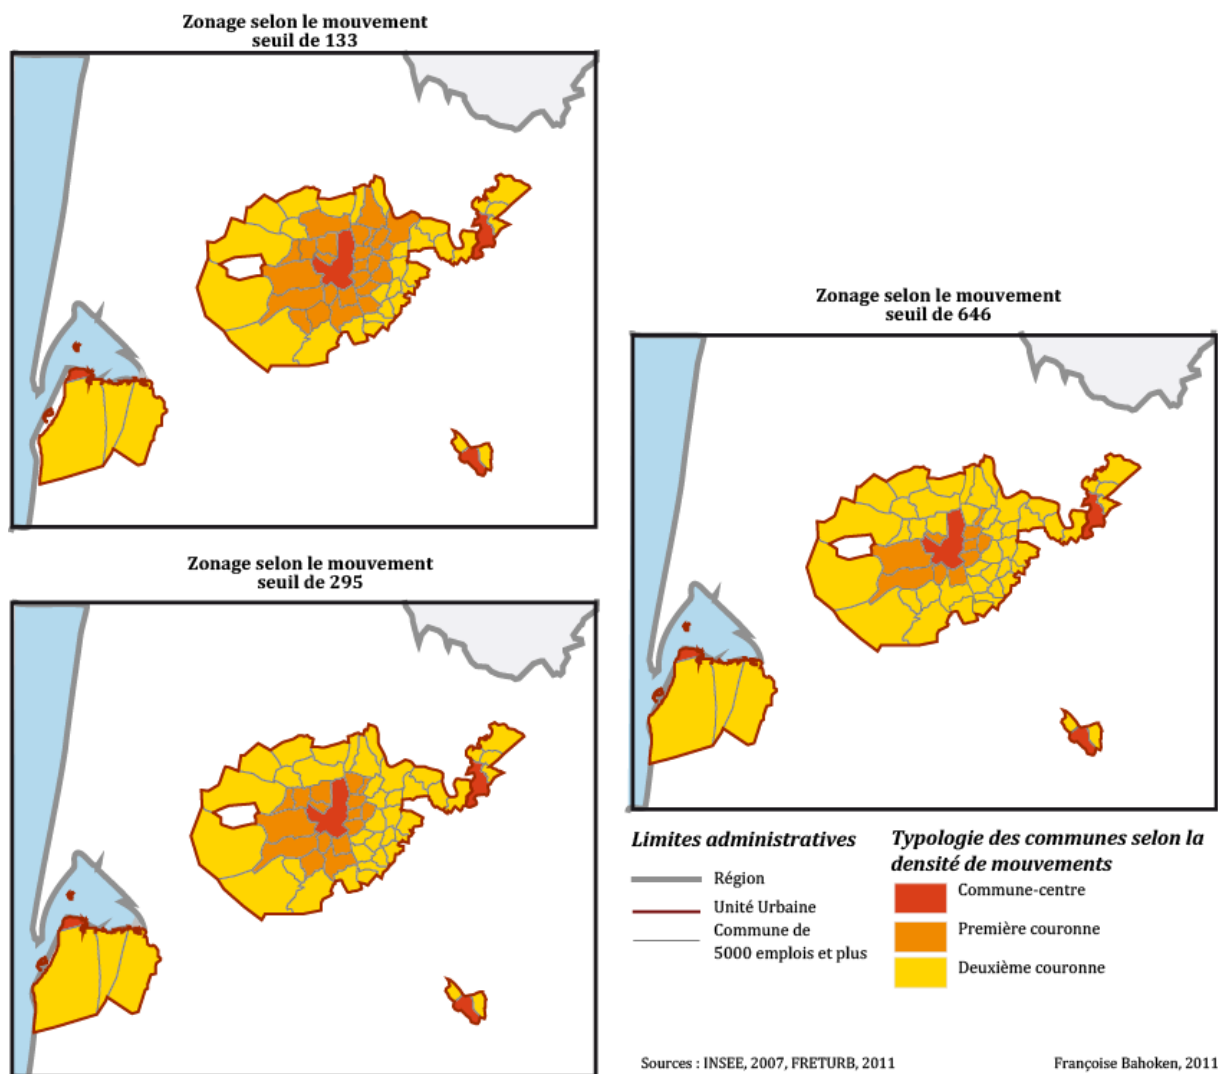 Zonage selon le mouvement
seuil de 133
Zonage selon le mouvement
seuil de 295
Zonage selon le mouvement
seuil de 646
Limites administratives
Région
Unité Urbaine
Commune de
5000 emplois et plus
Typologie des communes selon la
densité de mouvements
Commune-centre
Première couronne
Deuxième couronne
Sources : INSEE, 2007, FRETURB, 2011
Françoise Bahoken, 2011